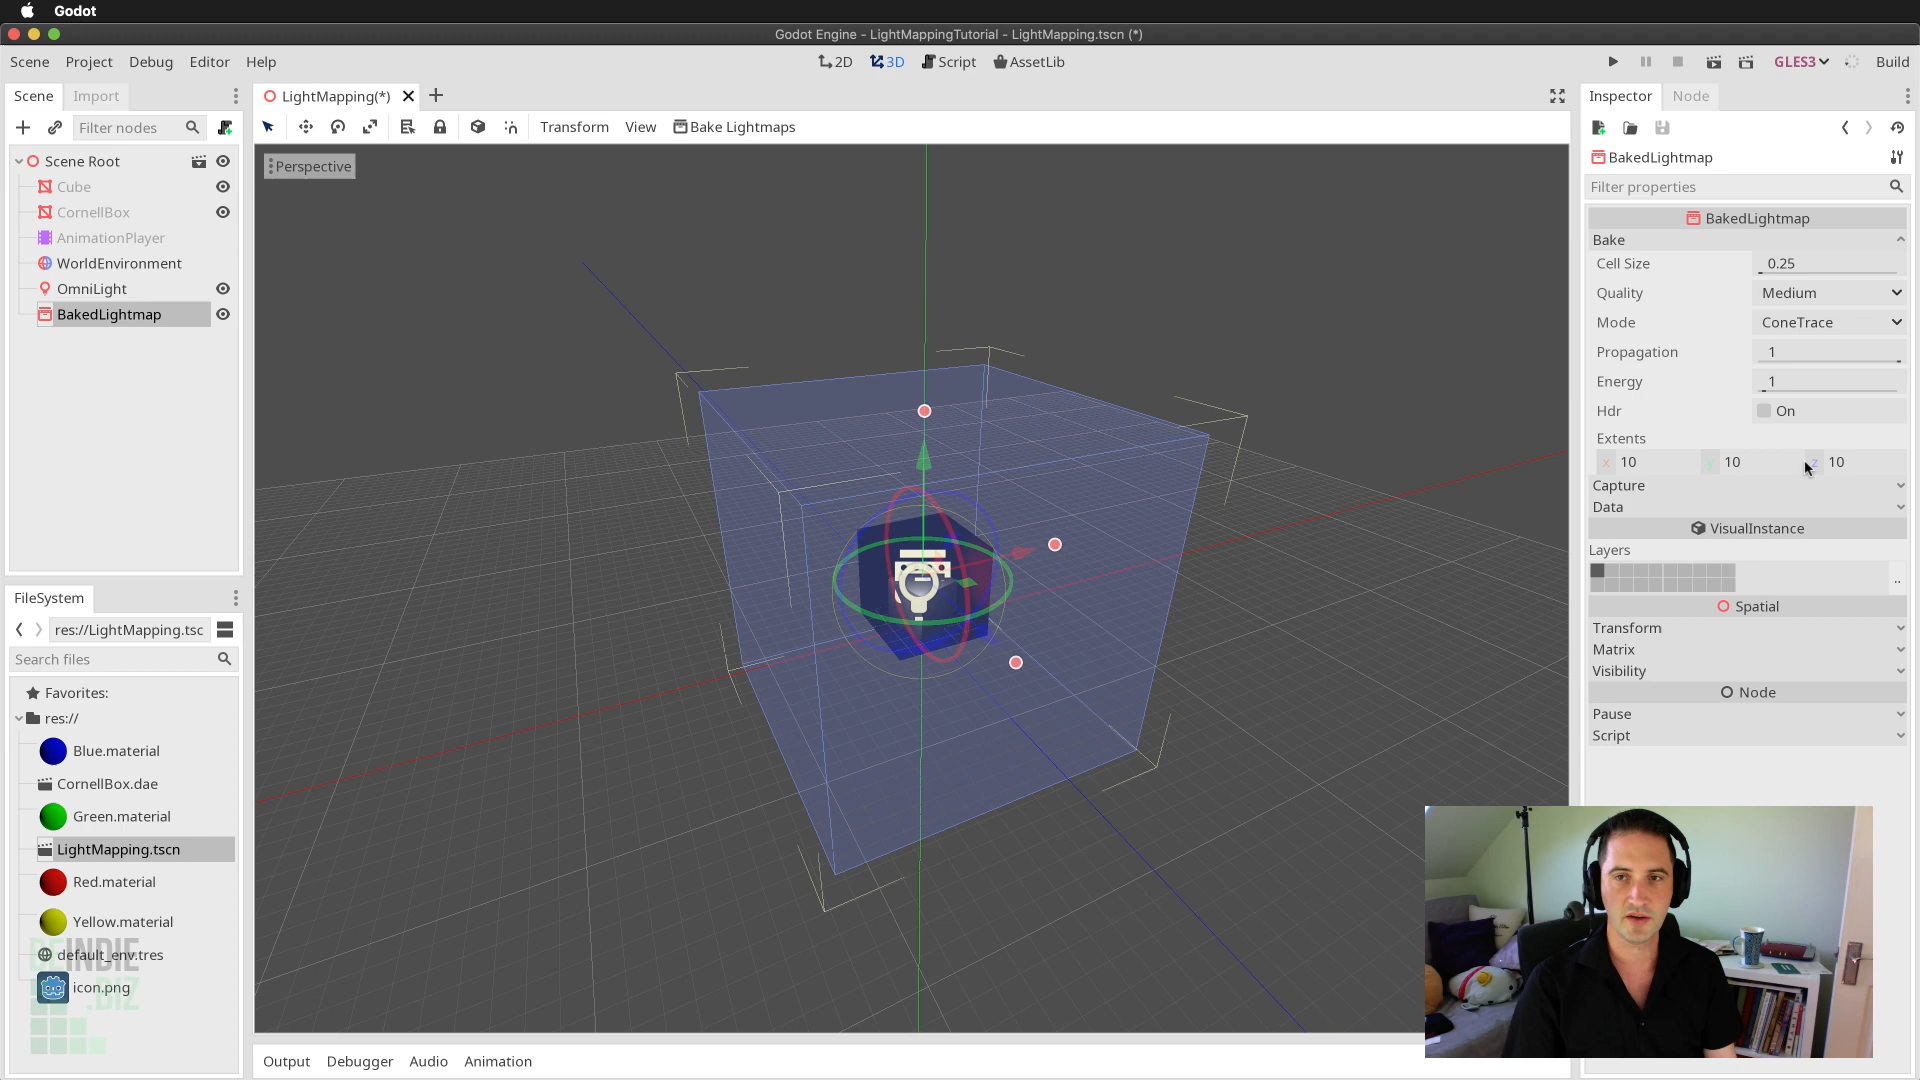 Godot
Godot Engine - LightMappingTutorial - LightMapping.tscn (*)
Scene Project Debug Editor Help
2D 3D Script AssetLib
GLES3 Build
Scene Import
Filter nodes
Scene Root
Cube
CornellBox
AnimationPlayer
WorldEnvironment
OmniLight
BakedLightmap
FileSystem
res://LightMapping.tsc
Search files
Favorites:
res://
Blue.material
CornellBox.dae
Green.material
LightMapping.tscn
Red.material
Yellow.material
default_env.tres
icon.png
BEINDIE
.BIZ
LightMapping(*)
Transform View Bake Lightmaps
Perspective
Output Debugger Audio Animation
Inspector Node
BakedLightmap
Filter properties
BakedLightmap
Bake
Cell Size 0.25
Quality Medium
Mode ConeTrace
Propagation 1
Energy 1
Hdr On
Extents
x 10 y 10 z 10
Capture
Data
VisualInstance
Layers
..
Spatial
Transform
Matrix
Visibility
Node
Pause
Script